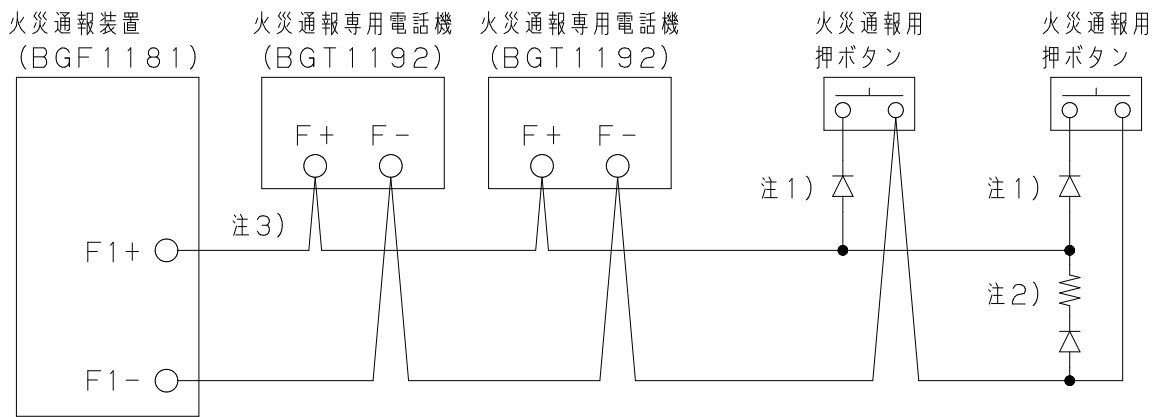 火災通報装置
(BGF1181)
火災通報専用電話機
(BGT1192)
火災通報専用電話機
(BGT1192)
火災通報用
押ボタン
火災通報用
押ボタン
F+
F-
F+
F-
注1)
注1)
注3)
F1+
注2)
F1-